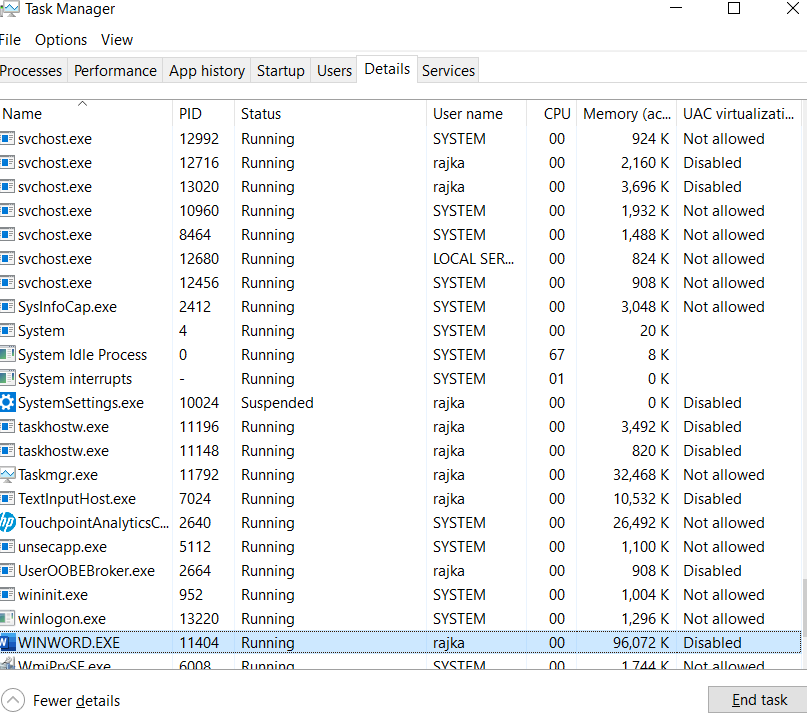 Task Manager
File Options View
Processes Performance App history Startup Users Details Services
Name PID Status User name CPU Memory (ac... UAC virtualizati...
svchost.exe 12992 Running SYSTEM 00 924 K Not allowed
svchost.exe 12716 Running rajka 00 2,160 K Disabled
svchost.exe 13020 Running rajka 00 3,696 K Disabled
svchost.exe 10960 Running SYSTEM 00 1,932 K Not allowed
svchost.exe 8464 Running SYSTEM 00 1,488 K Not allowed
svchost.exe 12680 Running LOCAL SER... 00 824 K Not allowed
svchost.exe 12456 Running SYSTEM 00 908 K Not allowed
SysInfoCap.exe 2412 Running SYSTEM 00 3,048 K Not allowed
System 4 Running SYSTEM 00 20 K
System Idle Process 0 Running SYSTEM 67 8 K
System interrupts - Running SYSTEM 01 0 K
SystemSettings.exe 10024 Suspended rajka 00 0 K Disabled
taskhostw.exe 11196 Running rajka 00 3,492 K Disabled
taskhostw.exe 11148 Running rajka 00 820 K Disabled
Taskmgr.exe 11792 Running rajka 00 32,468 K Not allowed
TextInputHost.exe 7024 Running rajka 00 10,532 K Disabled
TouchpointAnalyticsC... 2640 Running SYSTEM 00 26,492 K Not allowed
unsecapp.exe 5112 Running SYSTEM 00 1,100 K Not allowed
UserOOBEBroker.exe 2664 Running rajka 00 908 K Disabled
wininit.exe 952 Running SYSTEM 00 1,004 K Not allowed
winlogon.exe 13220 Running SYSTEM 00 1,296 K Not allowed
WINWORD.EXE 11404 Running rajka 00 96,072 K Disabled
WmiPrvSE.exe 6008 Running SYSTEM 00 1,744 K Not allowed
Fewer details End task